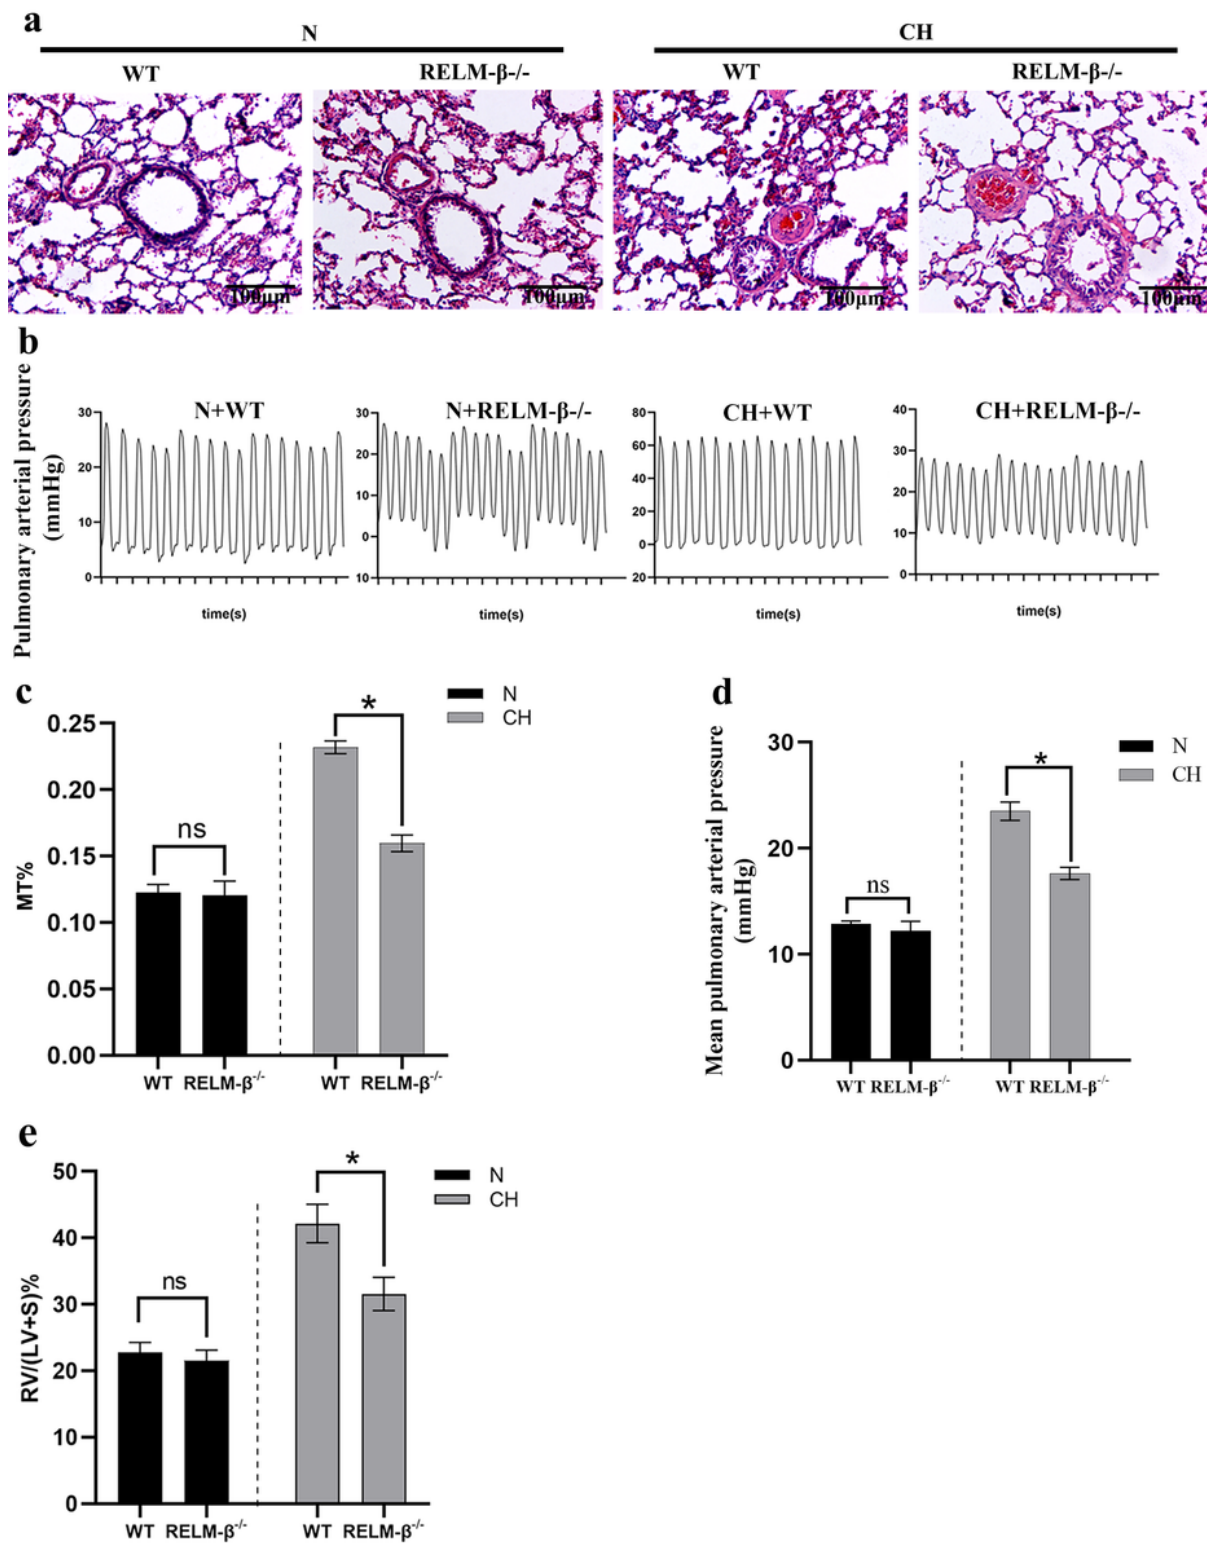 a
N
CH
WT
RELM-β-/-
WT
RELM-β-/-
100μm
100μm
100μm
100μm
b
Pulmonary arterial pressure
(mmHg)
N+WT
30
20
10
0
time(s)
N+RELM-β-/-
30
20
10
0
10
time(s)
CH+WT
80
60
40
20
0
20
time(s)
CH+RELM-β-/-
40
30
20
10
0
time(s)
c
N
CH
MT%
0.25
0.20
0.15
0.10
0.05
0.00
ns
*
WT RELM-β-/-
WT RELM-β-/-
d
N
CH
Mean pulmonary arterial pressure
(mmHg)
30
20
10
0
ns
*
WT RELM-β-/-
WT RELM-β-/-
e
N
CH
RV/(LV+S)%
50
40
30
20
10
0
ns
*
WT RELM-β-/-
WT RELM-β-/-